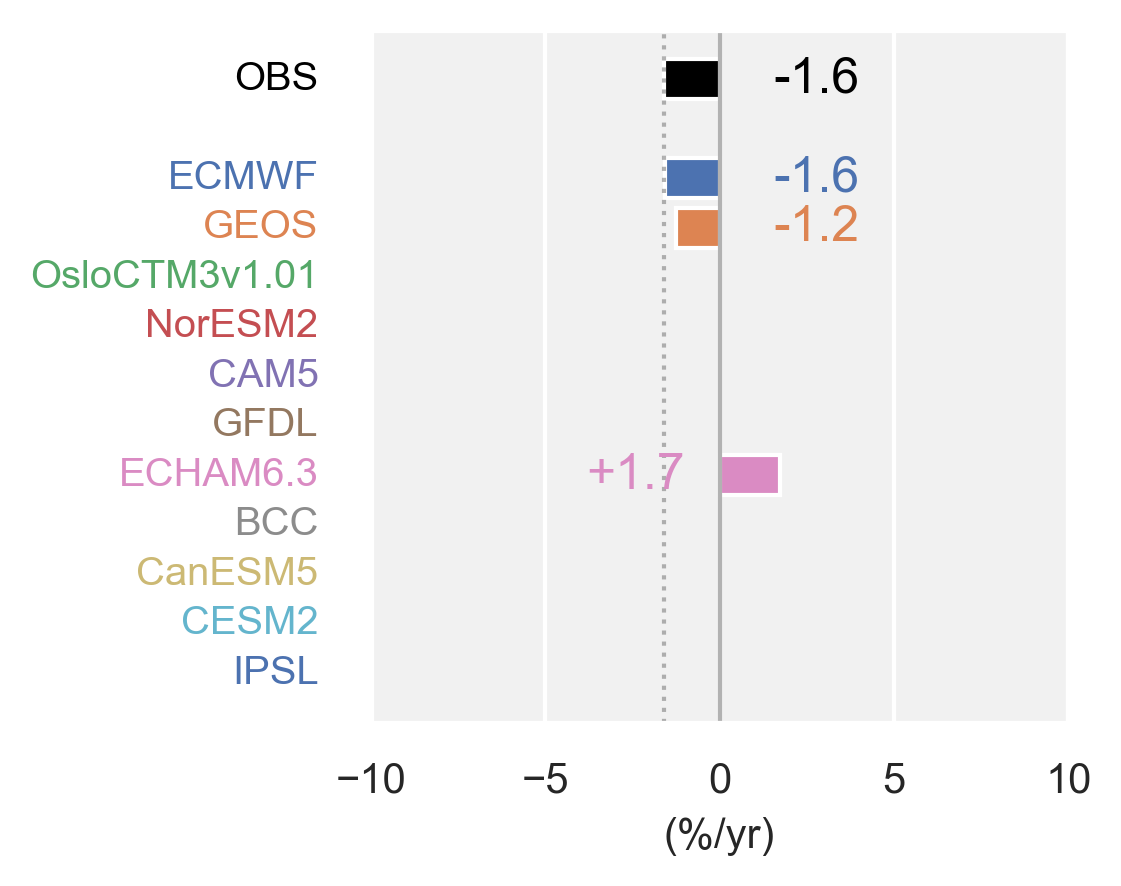 OBS -1.6
ECMWF -1.6
GEOS -1.2
OsloCTM3v1.01
NorESM2
CAM5
GFDL
ECHAM6.3 +1.7
BCC
CanESM5
CESM2
IPSL
−10 −5 0 5 10
(%/yr)